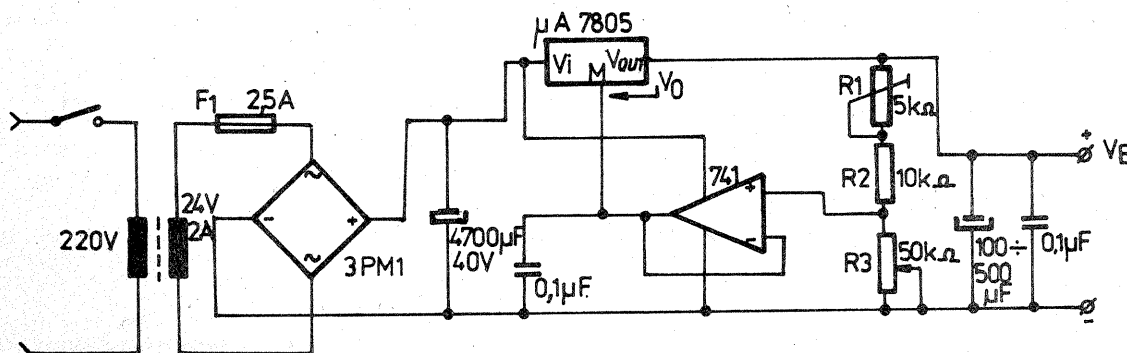 μA 7805
Vi
VOUT
M
VO
F1
2,5A
R1
5kΩ
+
VE
741
24V
2A
-
~
~
+
+
-
R2
10kΩ
220V
3PM1
4700μF
40V
0,1μF
R3
50kΩ
100÷
500
μF
0,1μF
-